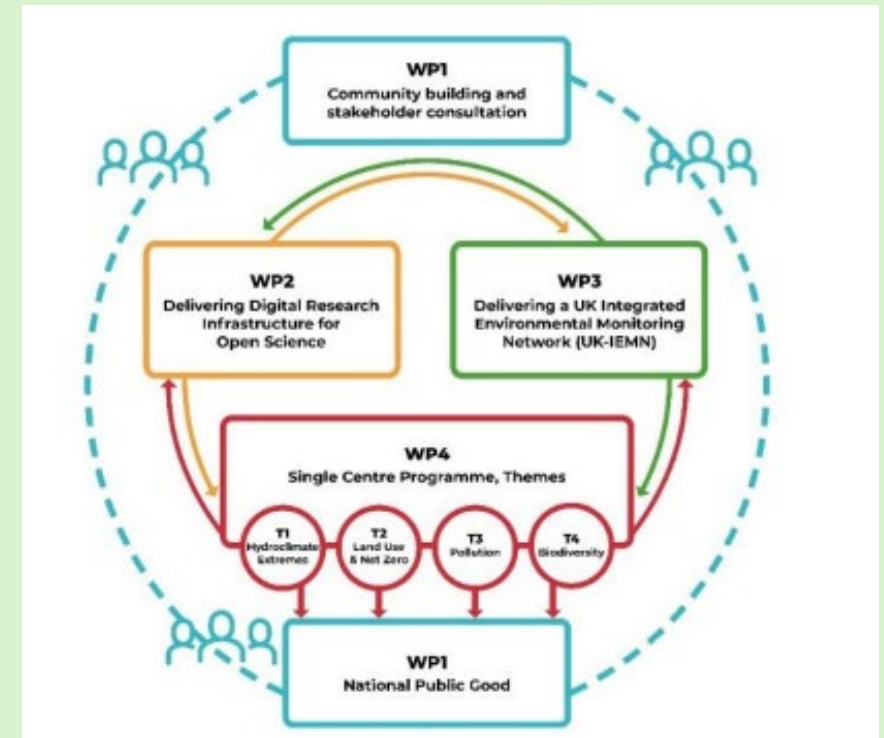 WP1
Community building and
stakeholder consultation
WP2
Delivering Digital Research
Infrastructure for
Open Science
WP3
Delivering a UK Integrated
Environmental Monitoring
Network (UK-IEMN)
WP4
Single Centre Programme, Themes
T1
Hydroclimate
Extremes
T2
Land Use
& Net Zero
T3
Pollution
T4
Biodiversity
WP1
National Public Good